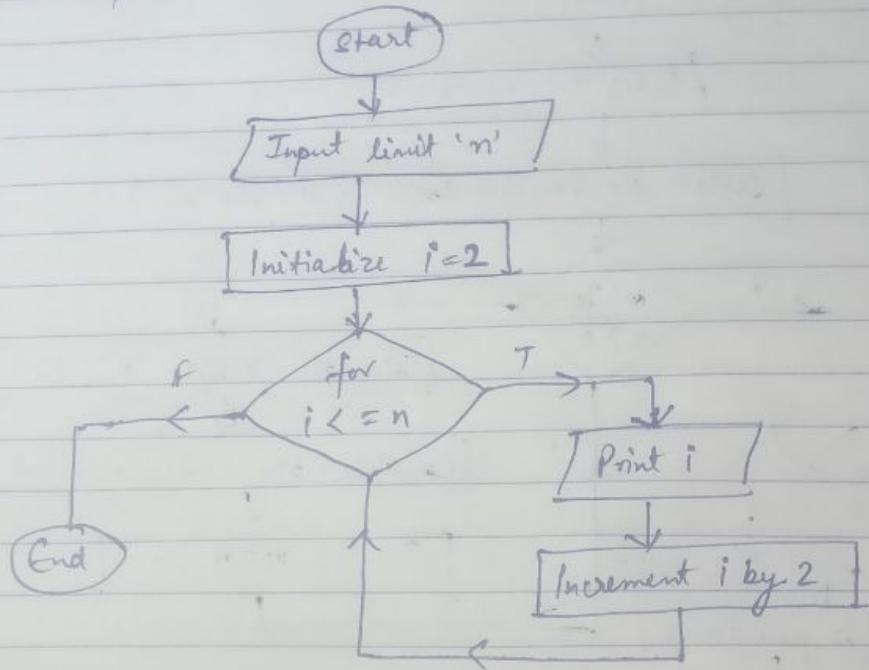 Start
Input limit 'n'
Initialize i=2
for
i <= n
F
T
Print i
Increment i by 2
End